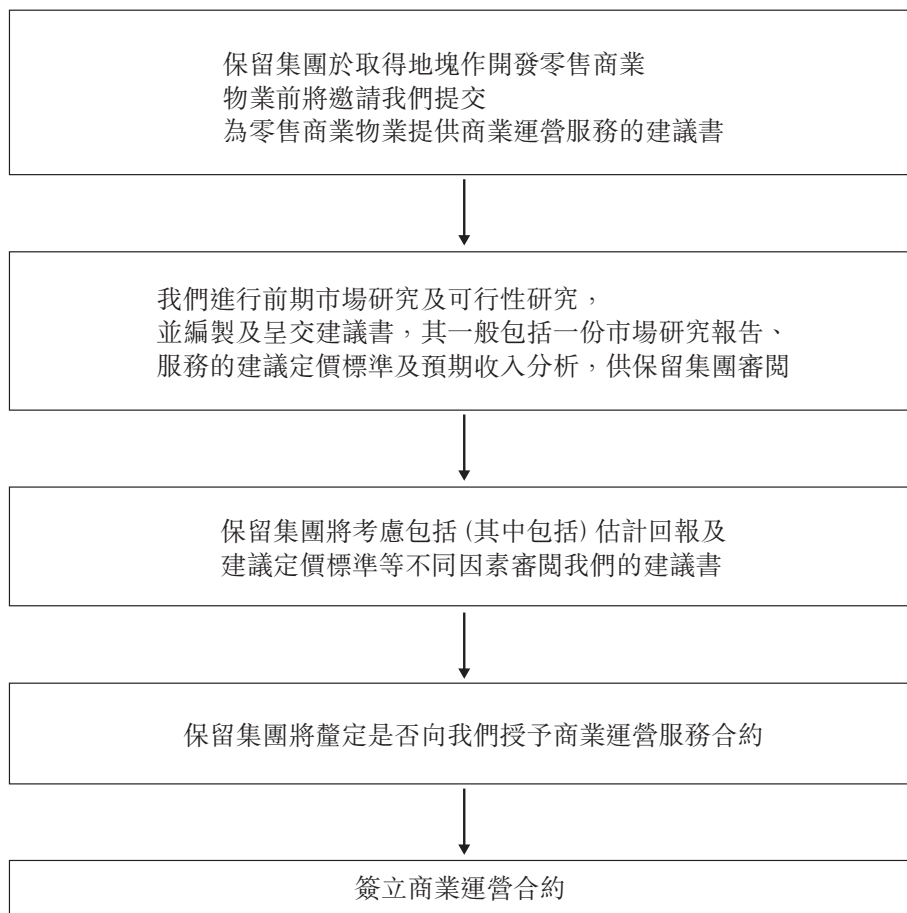 保留集團於取得地塊作開發零售商業
物業前將邀請我們提交
為零售商業物業提供商業運營服務的建議書
我們進行前期市場研究及可行性研究，
並編製及呈交建議書，其一般包括一份市場研究報告、
服務的建議定價標準及預期收入分析，供保留集團審閱
保留集團將考慮包括(其中包括)估計回報及
建議定價標準等不同因素審閱我們的建議書
保留集團將釐定是否向我們授予商業運營服務合約
簽立商業運營合約